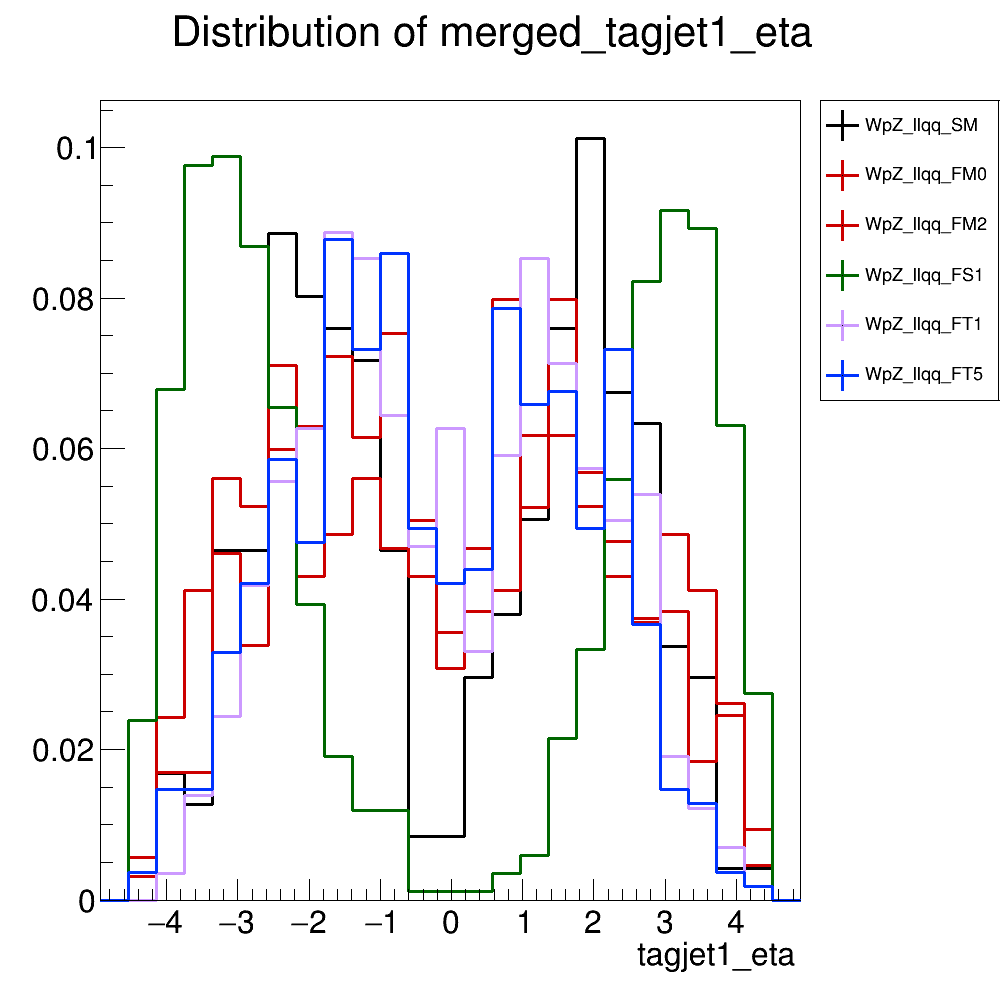 Distribution of merged_tagjet1_eta
WpZ_llqq_SM
WpZ_llqq_FM0
WpZ_llqq_FM2
WpZ_llqq_FS1
WpZ_llqq_FT1
WpZ_llqq_FT5
0.1
0.08
0.06
0.04
0.02
0
−4 −3 −2 −1 0 1 2 3 4
tagjet1_eta